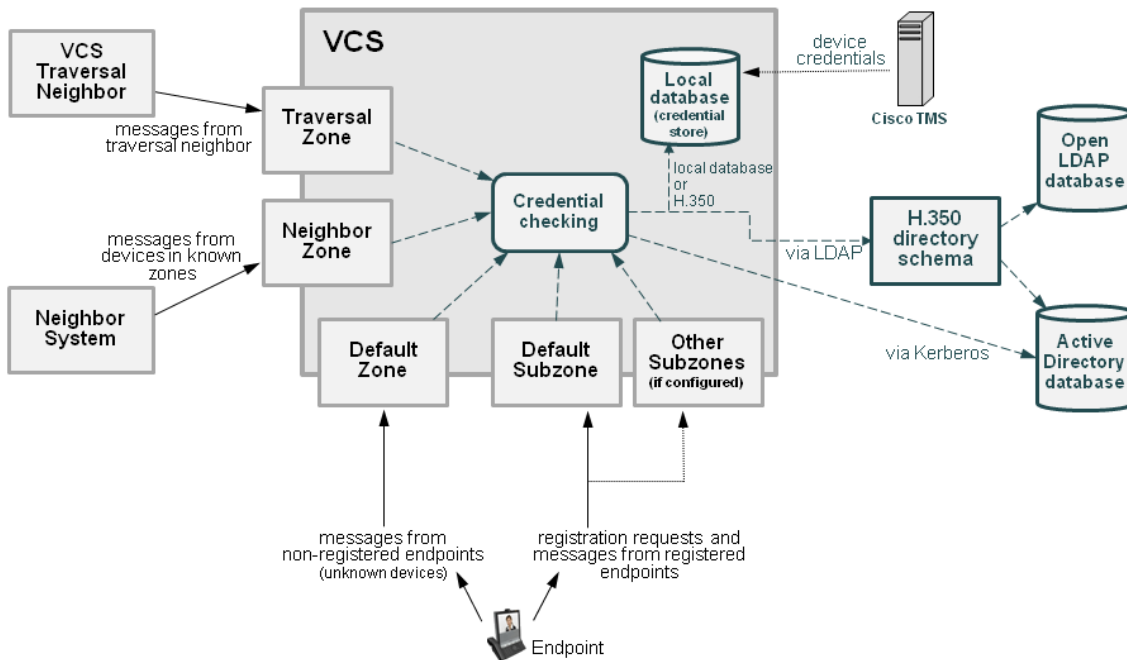 VCS
VCS
Traversal
Neighbor
messages from
traversal neighbor
Traversal
Zone
Local
database
(credential
store)
device
credentials
Cisco TMS
Open
LDAP
database
local database
or
H.350
Credential
checking
H.350
directory
schema
via LDAP
messages from
devices in known
zones
Neighbor
Zone
Neighbor
System
via Kerberos
Active
Directory
database
Default
Zone
Default
Subzone
Other
Subzones
(if configured)
messages from
non-registered endpoints
(unknown devices)
registration requests and
messages from registered
endpoints
Endpoint